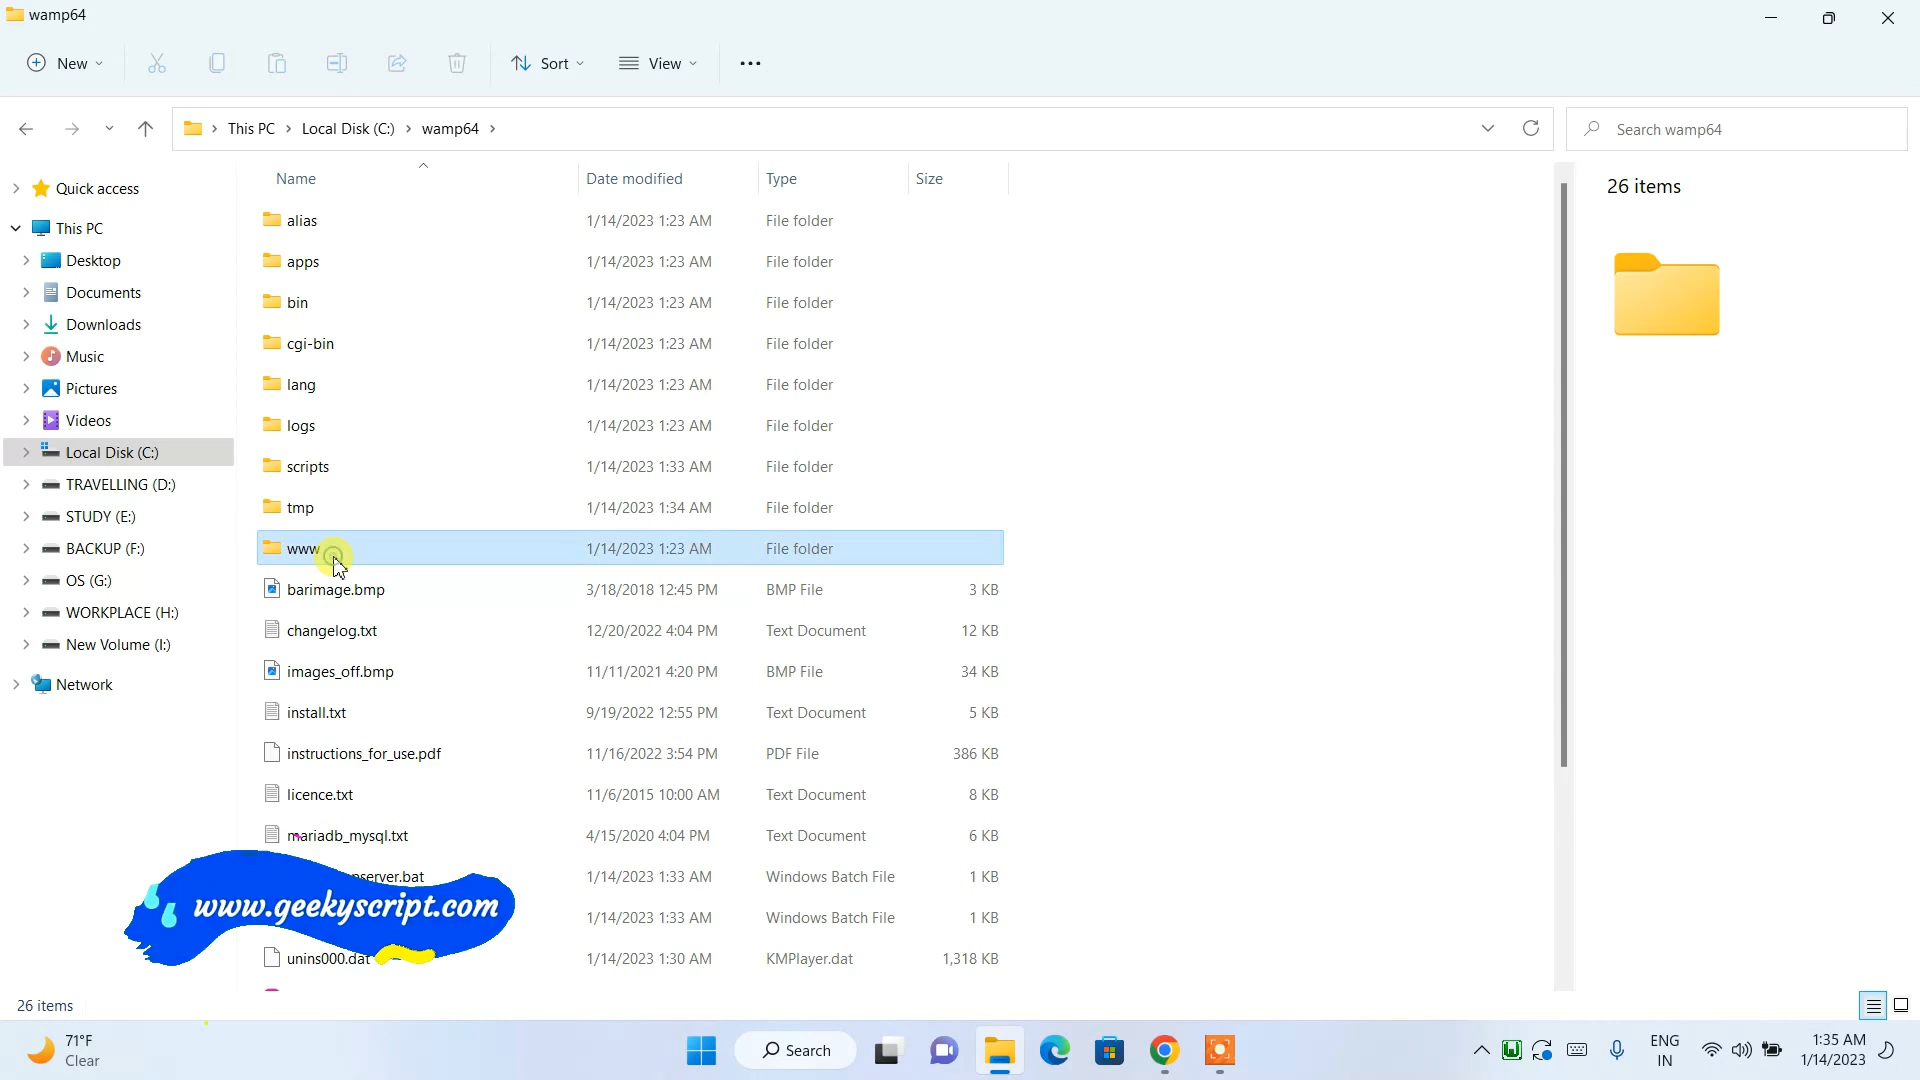 wamp64
New
Sort
View
This PC
Local Disk (C:)
wamp64
Search wamp64
Name
Date modified
Type
Size
26 items
Quick access
This PC
Desktop
Documents
Downloads
Music
Pictures
Videos
Local Disk (C:)
TRAVELLING (D:)
STUDY (E:)
BACKUP (F:)
OS (G:)
WORKPLACE (H:)
New Volume (I:)
Network
alias 1/14/2023 1:23 AM File folder
apps 1/14/2023 1:23 AM File folder
bin 1/14/2023 1:23 AM File folder
cgi-bin 1/14/2023 1:23 AM File folder
lang 1/14/2023 1:23 AM File folder
logs 1/14/2023 1:23 AM File folder
scripts 1/14/2023 1:33 AM File folder
tmp 1/14/2023 1:34 AM File folder
www 1/14/2023 1:23 AM File folder
barimage.bmp 3/18/2018 12:45 PM BMP File 3 KB
changelog.txt 12/20/2022 4:04 PM Text Document 12 KB
images_off.bmp 11/11/2021 4:20 PM BMP File 34 KB
install.txt 9/19/2022 12:55 PM Text Document 5 KB
instructions_for_use.pdf 11/16/2022 3:54 PM PDF File 386 KB
licence.txt 11/6/2015 10:00 AM Text Document 8 KB
mariadb_mysql.txt 4/15/2020 4:04 PM Text Document 6 KB
server.bat 1/14/2023 1:33 AM Windows Batch File 1 KB
1/14/2023 1:33 AM Windows Batch File 1 KB
unins000.dat 1/14/2023 1:30 AM KMPlayer.dat 1,318 KB
www.geekyscript.com
26 items
71°F
Clear
Search
ENG
IN
1:35 AM
1/14/2023